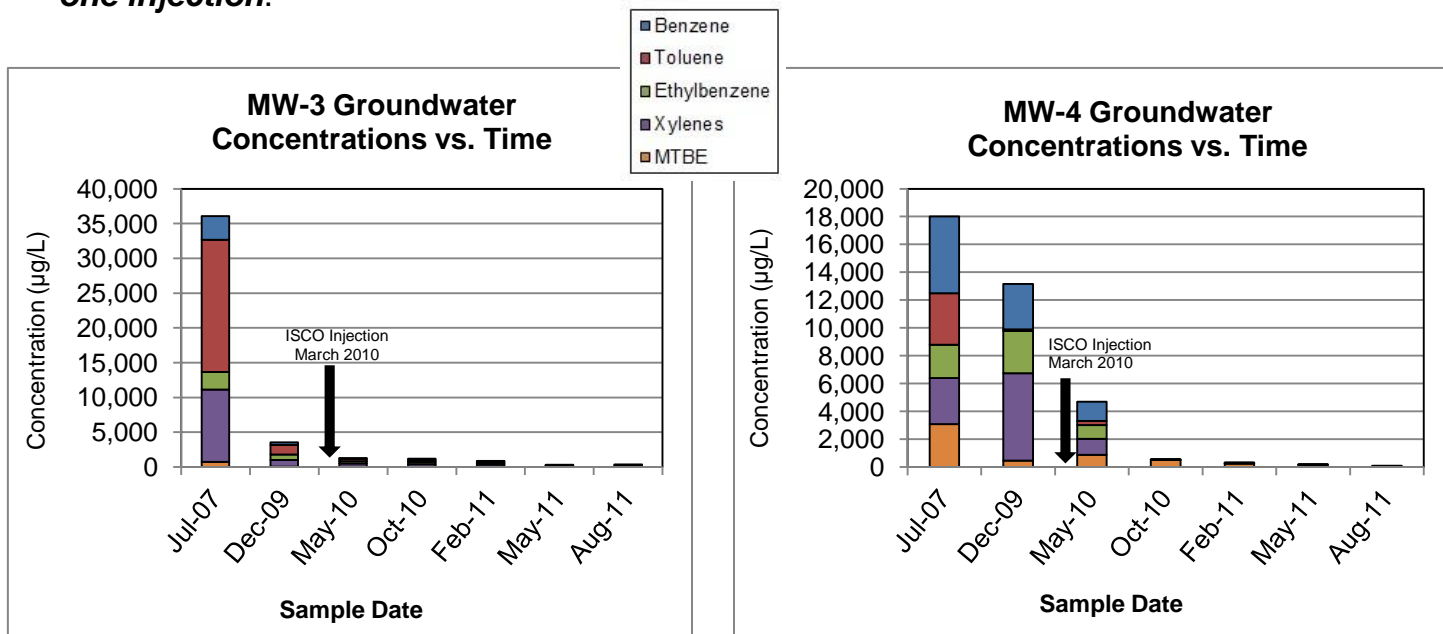 one injection.
Benzene
Toluene
Ethylbenzene
Xylenes
MTBE
MW-3 Groundwater
Concentrations vs. Time
40,000
35,000
30,000
25,000
20,000
15,000
10,000
5,000
0
Concentration (µg/L)
ISCO Injection
March 2010
Jul-07
Dec-09
May-10
Oct-10
Feb-11
May-11
Aug-11
Sample Date
MW-4 Groundwater
Concentrations vs. Time
20,000
18,000
16,000
14,000
12,000
10,000
8,000
6,000
4,000
2,000
0
Concentration (µg/L)
ISCO Injection
March 2010
Jul-07
Dec-09
May-10
Oct-10
Feb-11
May-11
Aug-11
Sample Date